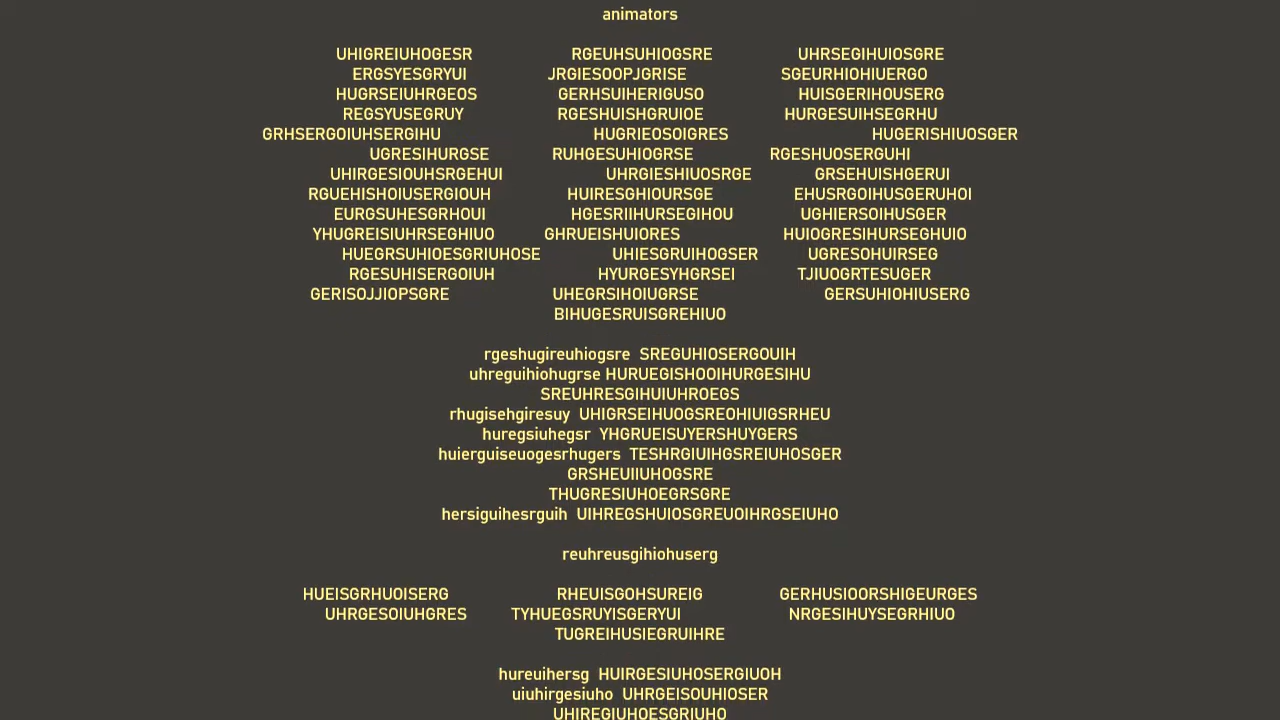 animators
UHIGREIUHOGESR RGEUHSUHIOGSRE UHRSEGIHUIOSGRE
ERGSYESGRYUI JRGIESOOPJGRISE SGEURHIOHIUERGO
HUGRSEIUHRGEOS GERHSUIHERIGUSO HUISGERIHOUSERG
REGSYUSEGRUY RGESHUISHGRUIOE HURGESUIHSEGRHU
GRHSERGOIUHSERGIHU HUGRIEOSOIGRES HUGERISHIUOSGER
UGRESIHURGSE RUHGESUHIOGRSE RGESHUOSERGUHI
UHIRGESIOUHSRGEHUI UHRGIESHIUOSRGE GRSEHUISHGERUI
RGUEHISHOIUSERGIOUH HUIRESGHIOURSGE EHUSRGOIHUSGERUHOI
EURGSUHESGRHOUI HGESRIIHURSEGIHOU UGHIERSOIHUSGER
YHUGREISIUHRSEGHIUO GHRUEISHUIORES HUIOGRESIHURSEGHUIO
HUEGRSUHIOESGRIUHOSE UHIESGRUIHOGSER UGRESOHUIRSEG
RGESUHISERGOIUH HYURGESYHGRSEI TJIUOGRTESUGER
GERISOJJIOPSGRE UHEGRSIHOIUGRSE GERSUHIOHIUSERG
BIHUGESRUISGREHIUO
rgeshugireuhiogsre SREGUHIOSERGOUIH
uhreguihiohugrse HURUEGISHOOIHURGESIHU
SREUHRESGIHUIUHROEGS
rhugisehgiresuy UHIGRSEIHUOGSREOHIUIGSRHEU
huregsiuhegsr YHGRUEISUYERSHUYGERS
huierguiseuogesrhugers TESHRGIUIHGSREIUHOSGER
GRSHEUIIUHOGSRE
THUGRESIUHOEGRSGRE
hersiguihesrguih UIHREGSHUIOSGREUOIHRGSEIUHO
reuhreusgihiohuserg
HUEISGRHUOISERG RHEUISGOHSUREIG GERHUSIOORSHIGEURGES
UHRGESOIUHGRES TYHUEGSRUYISGERYUI NRGESIHUYSEGRHIUO
TUGREIHUSIEGRUIHRE
hureuihersg HUIRGESIUHOSERGIUOH
uiuhirgesiuho UHRGEISOUHIOSER
UHIREGIUHOESGRIUHO